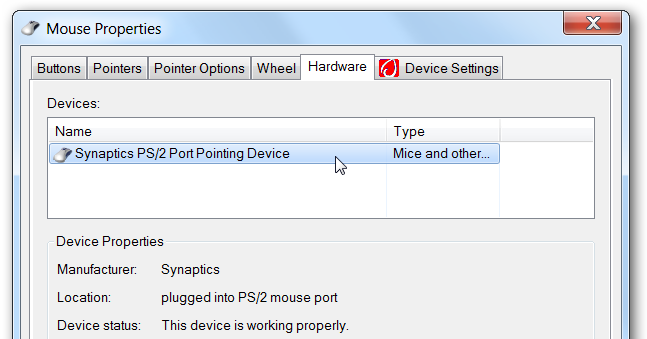 Mouse Properties
Buttons Pointers Pointer Options Wheel Hardware Device Settings
Devices:
Name Type
Synaptics PS/2 Port Pointing Device Mice and other...
Device Properties
Manufacturer: Synaptics
Location: plugged into PS/2 mouse port
Device status: This device is working properly.